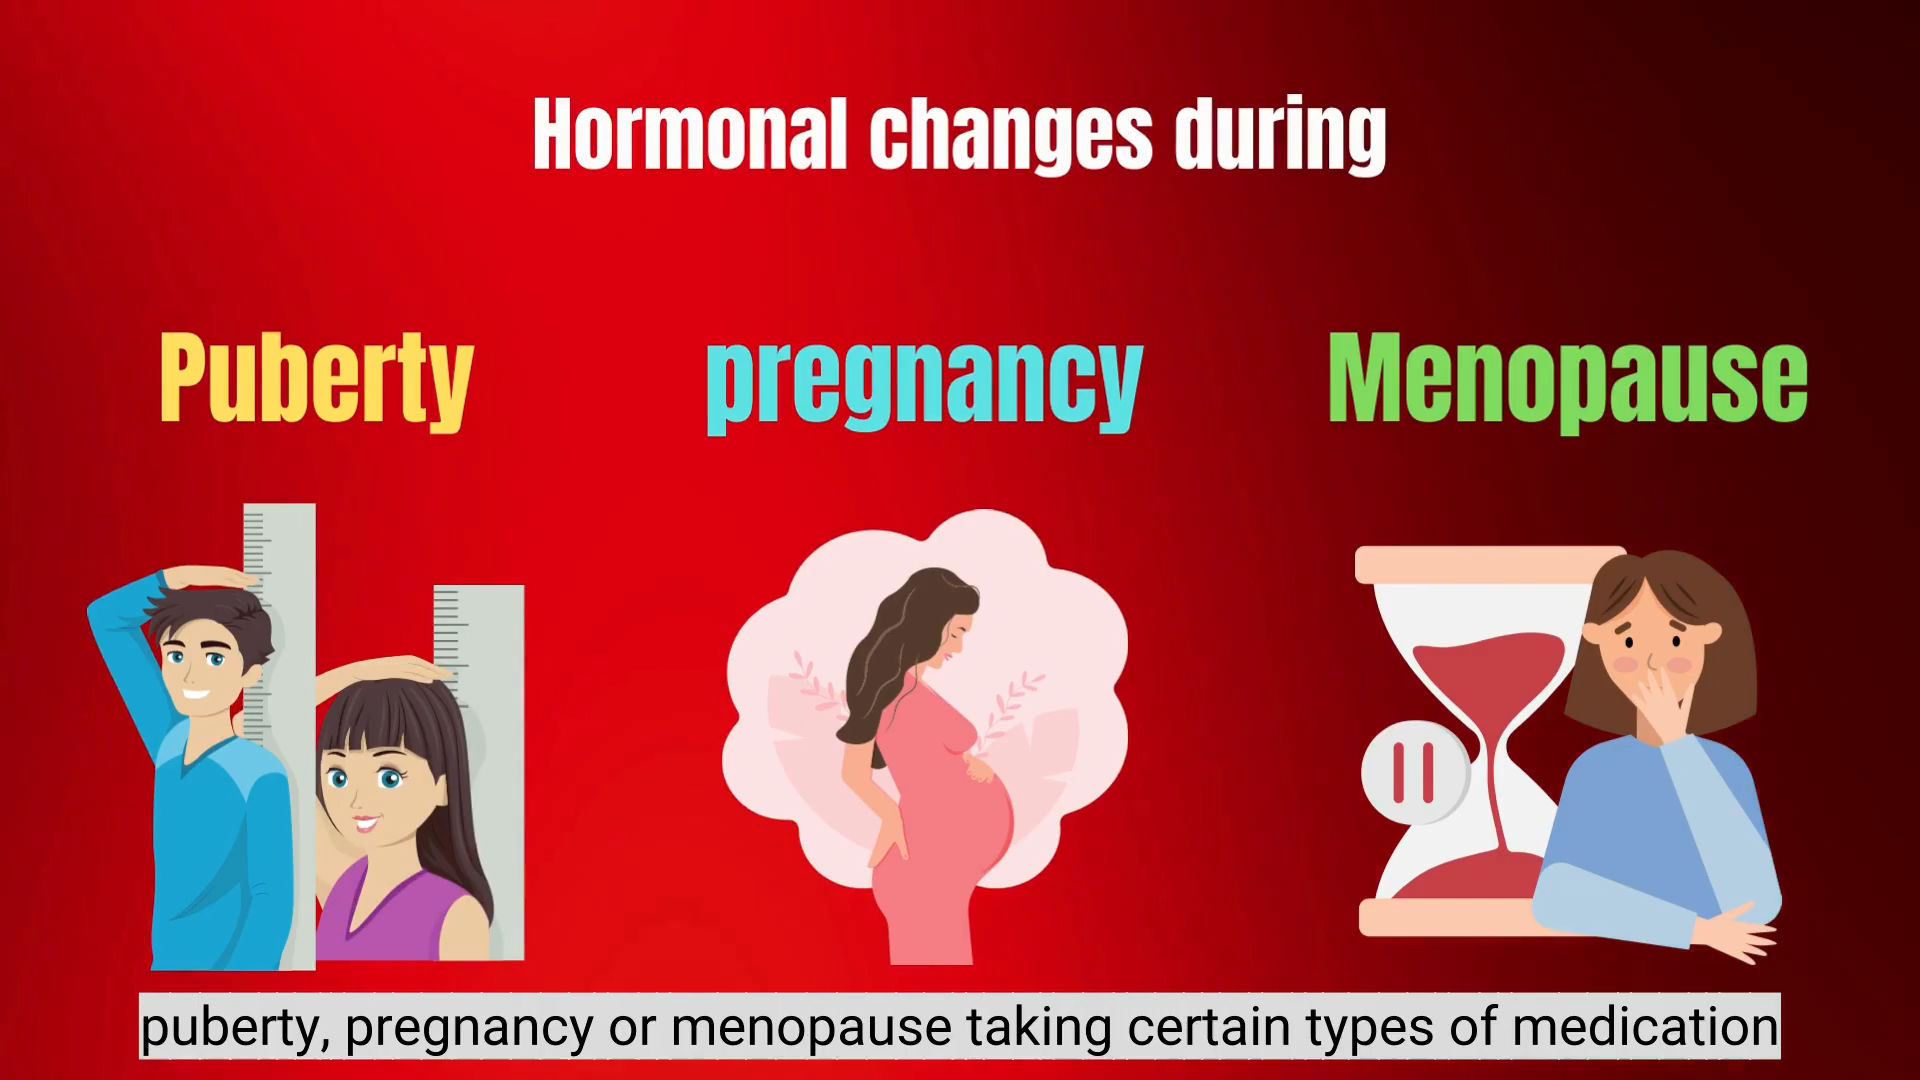 Hormonal changes during
Puberty
pregnancy
Menopause
puberty, pregnancy or menopause taking certain types of medication